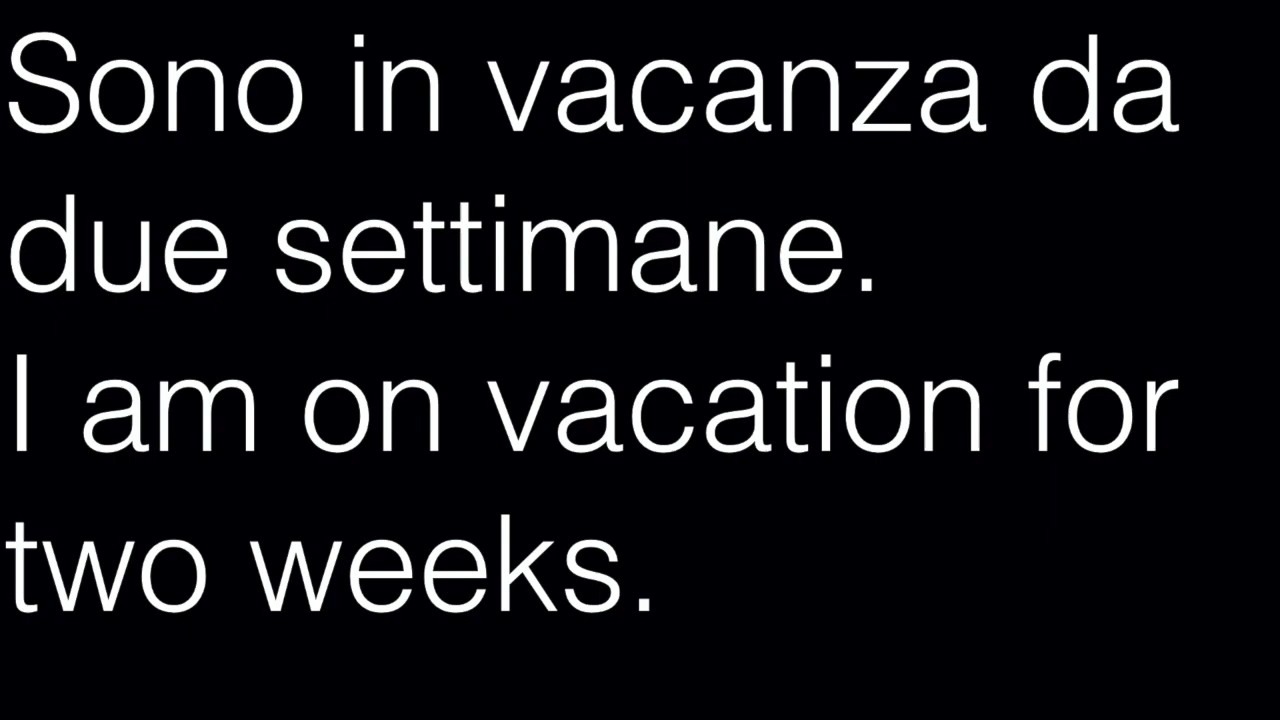 Sono in vacanza da
due settimane.
I am on vacation for
two weeks.